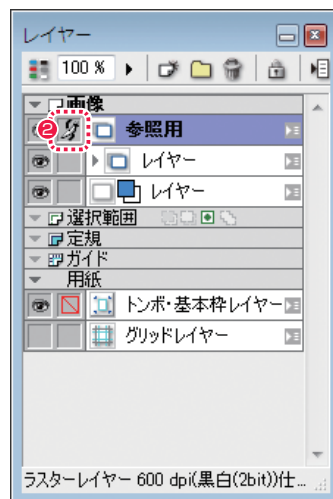 レイヤー
100 %
画像
2 参照用
レイヤー
レイヤー
選択範囲
定規
ガイド
用紙
トンボ・基本枠レイヤー
グリッドレイヤー
ラスターレイヤー 600 dpi(黒白(2bit))仕...